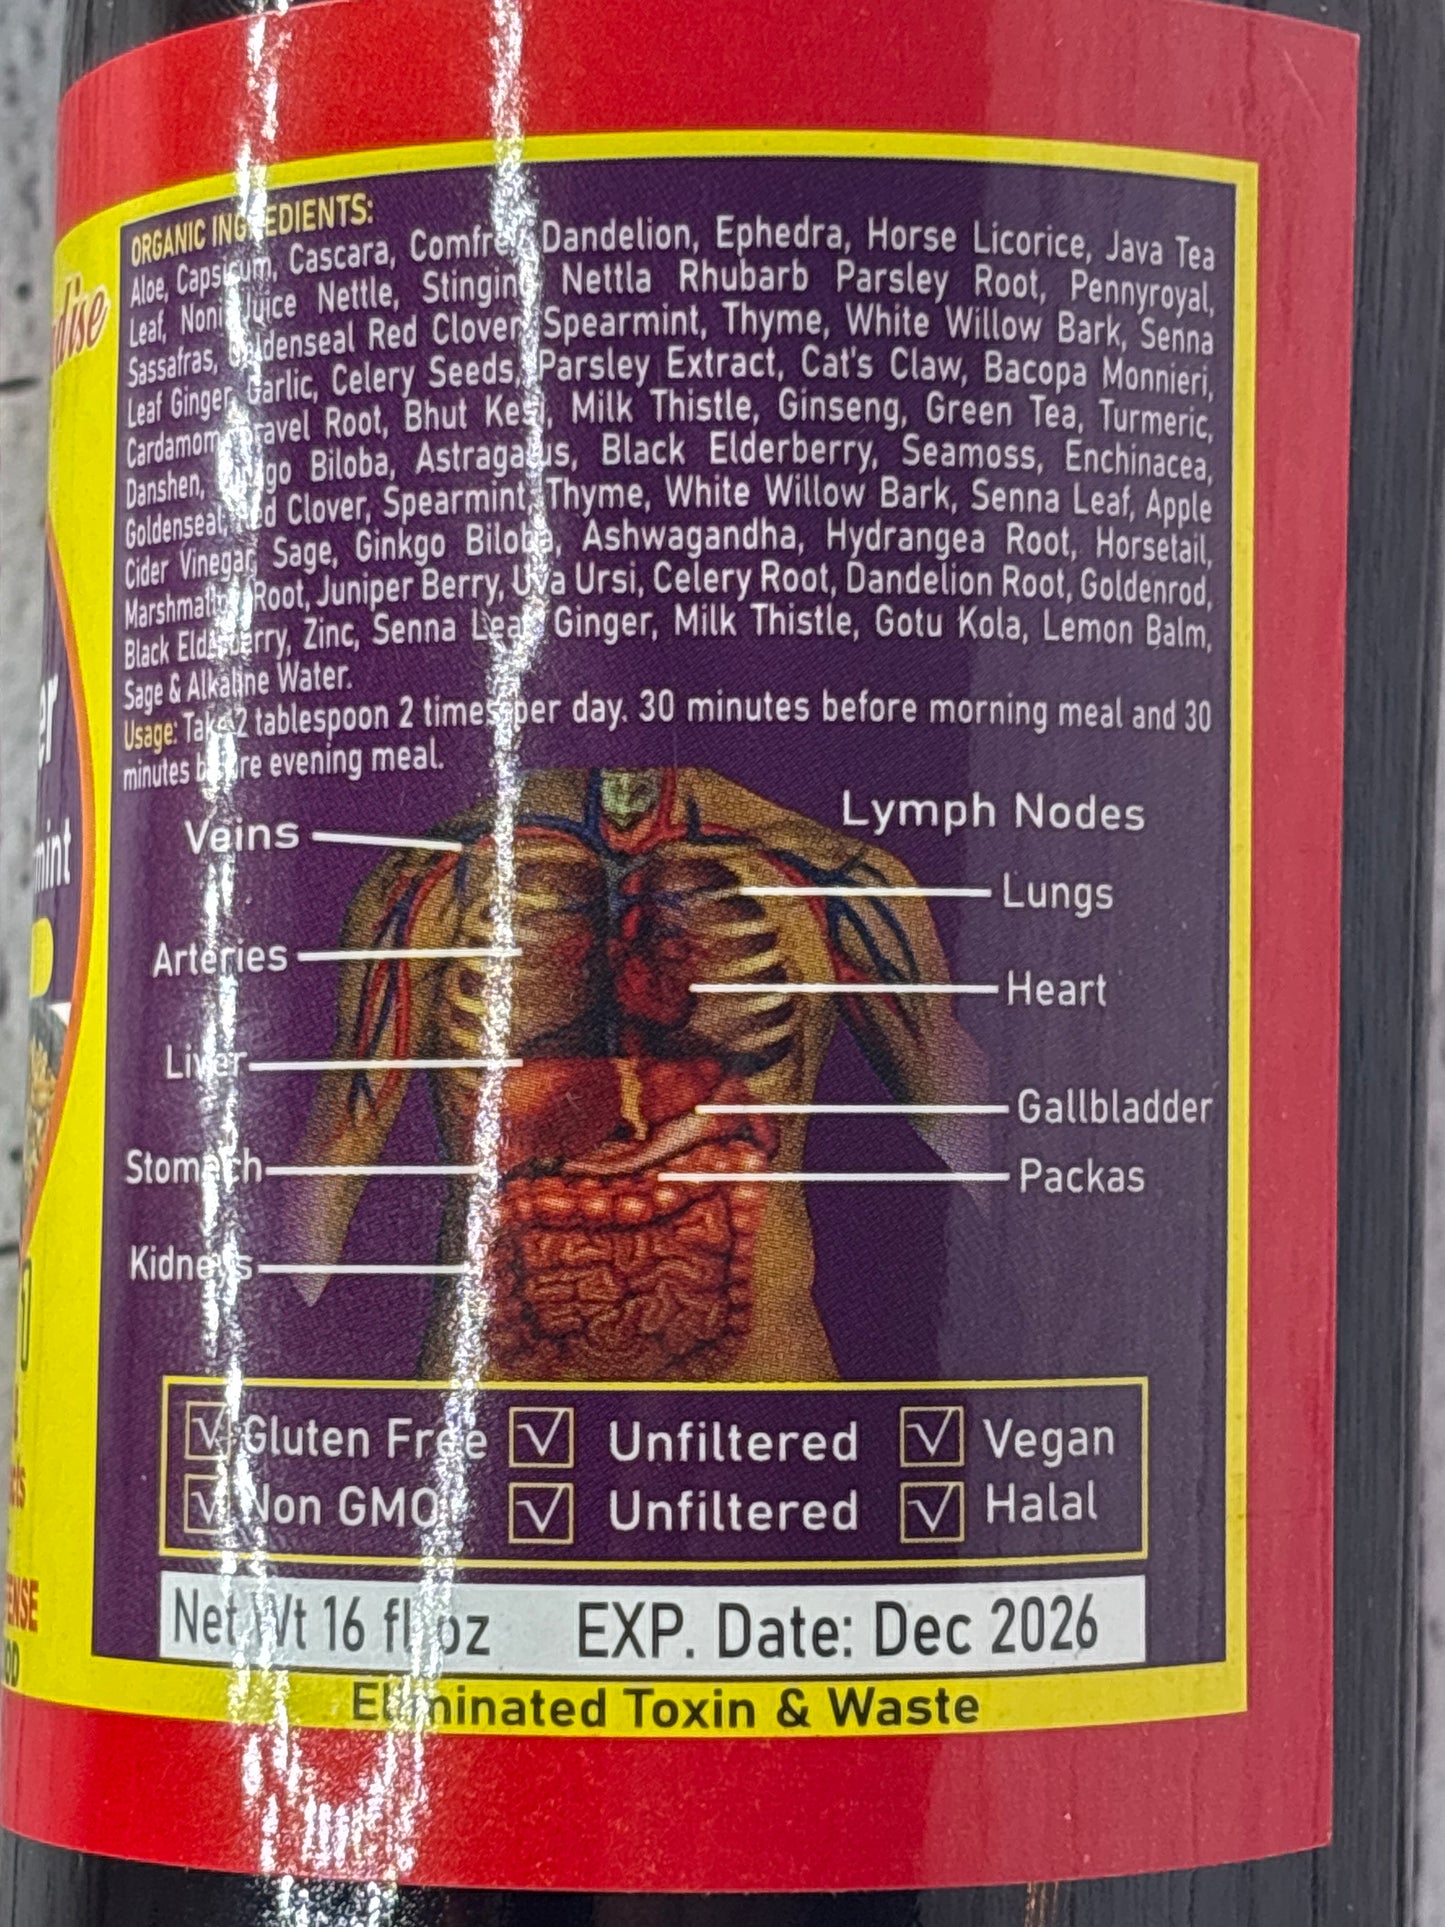 ORGANIC INGREDIENTS:
Aloe, Capsicum, Cascara, Comfrey, Dandelion, Ephedra, Horse Licorice, Java Tea
Leaf, Noni Juice Nettle, Stinging Nettla Rhubarb Parsley Root, Pennyroyal,
Sassafras, Goldenseal Red Clover, Spearmint, Thyme, White Willow Bark, Senna
Leaf Ginger, Garlic, Celery Seeds, Parsley Extract, Cat's Claw, Bacopa Monnieri,
Cardamom, Gravel Root, Bhut Kesi, Milk Thistle, Ginseng, Green Tea, Turmeric,
Danshen, Ginkgo Biloba, Astragalus, Black Elderberry, Seamoss, Enchinacea,
Goldenseal, Red Clover, Spearmint, Thyme, White Willow Bark, Senna Leaf, Apple
Cider Vinegar, Sage, Ginkgo Biloba, Ashwagandha, Hydrangea Root, Horsetail,
Marshmallow Root, Juniper Berry, Uva Ursi, Celery Root, Dandelion Root, Goldenrod,
Black Elderberry, Zinc, Senna Leaf, Ginger, Milk Thistle, Gotu Kola, Lemon Balm,
Sage & Alkaline Water.
Usage: Take 2 tablespoon 2 times per day. 30 minutes before morning meal and 30
minutes before evening meal.
Lymph Nodes
Veins
Lungs
Arteries
Heart
Liver
Gallbladder
Stomach
Packas
Kidneys
Gluten Free Unfiltered Vegan
Non GMO Unfiltered Halal
Net Wt 16 fl oz EXP. Date: Dec 2026
Eliminated Toxin & Waste